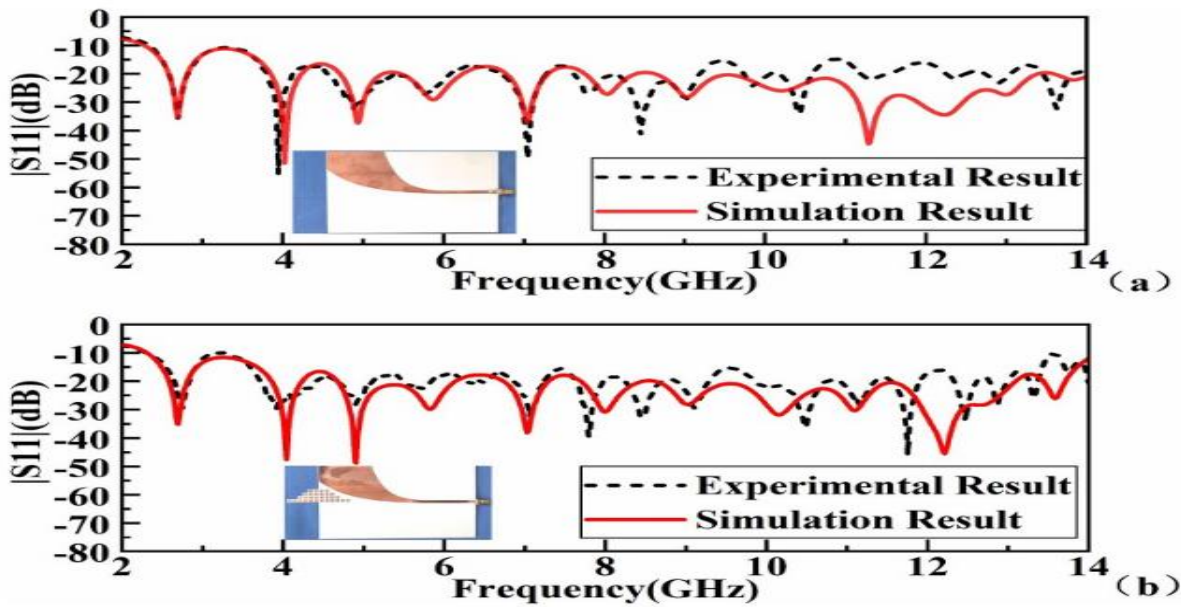 0
-10
-20
-30
-40
-50
-60
-70
-80
|S11|(dB)
Experimental Result
Simulation Result
2 4 6 8 10 12 14
Frequency(GHz)
(a)
0
-10
-20
-30
-40
-50
-60
-70
-80
|S11|(dB)
Experimental Result
Simulation Result
2 4 6 8 10 12 14
Frequency(GHz)
(b)